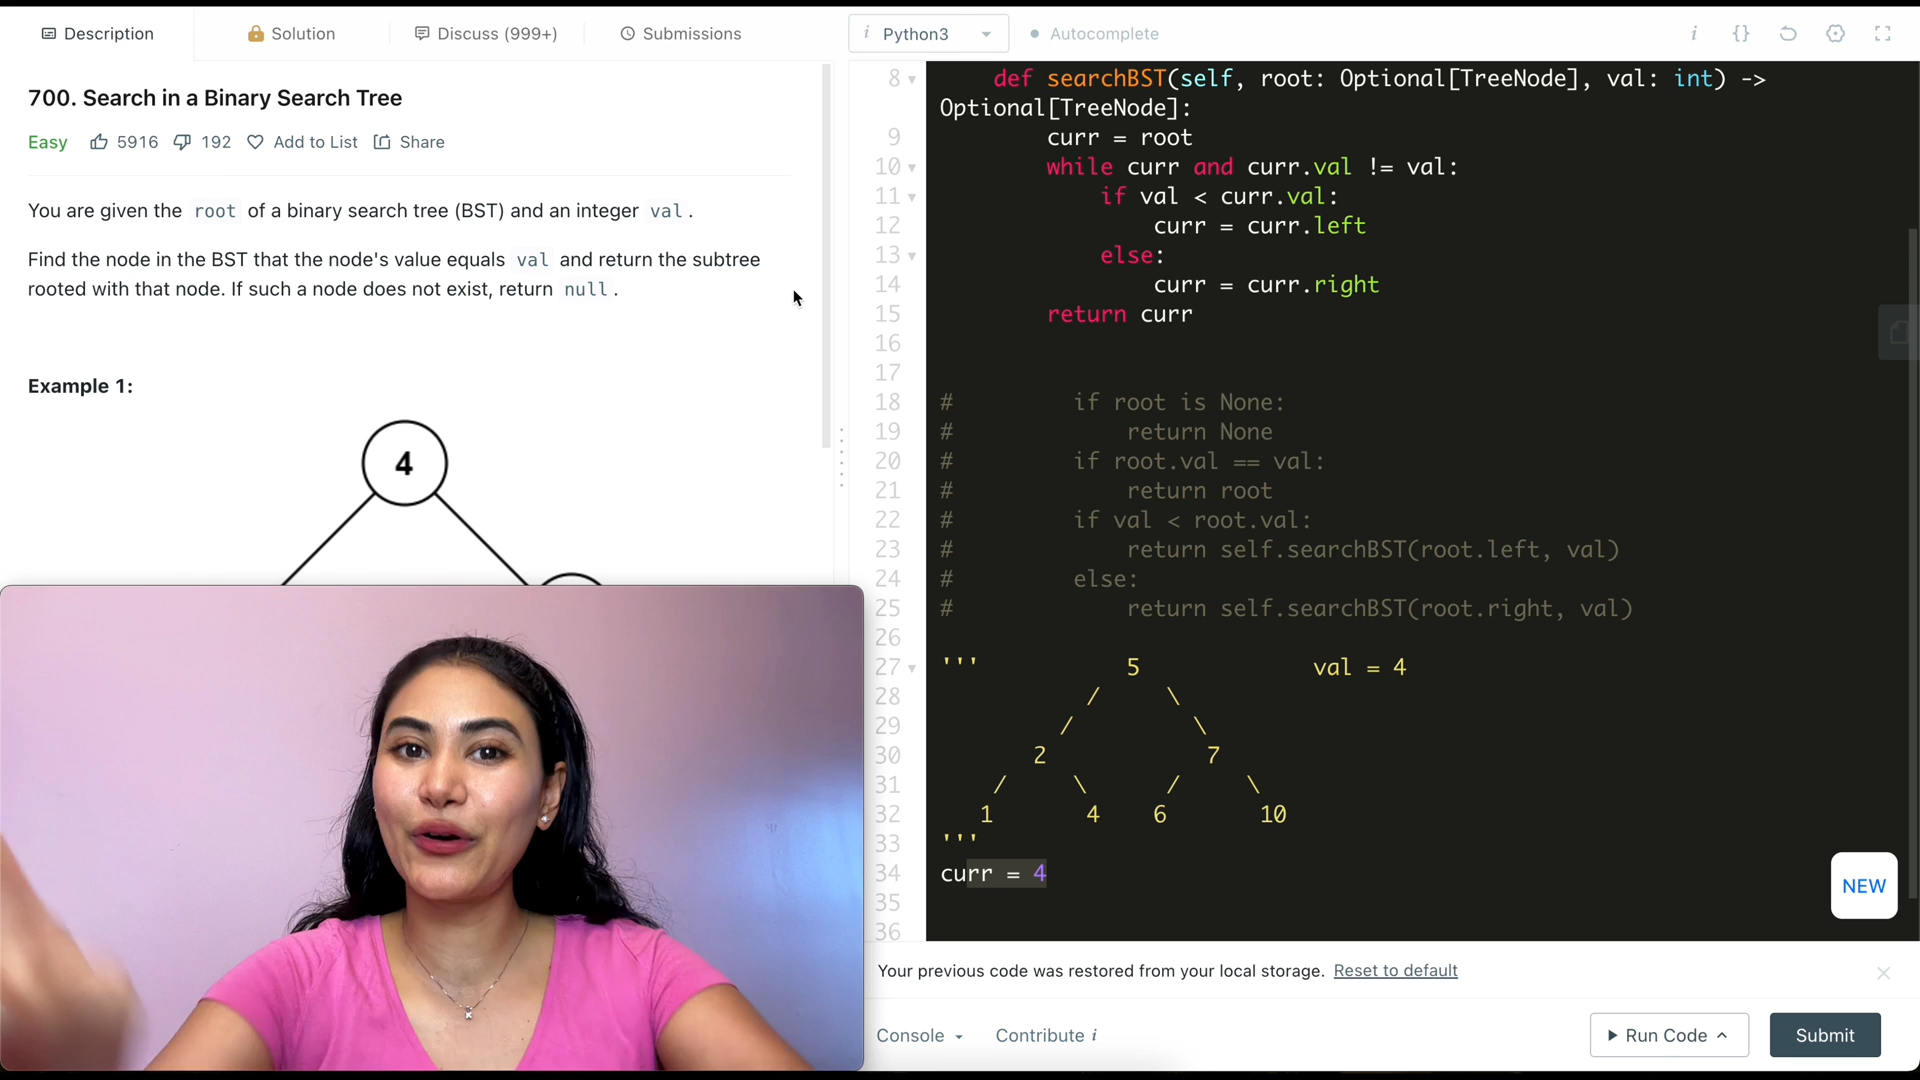 Description
Solution
Discuss (999+)
Submissions
700. Search in a Binary Search Tree
Easy 5916 192 Add to List Share
You are given the root of a binary search tree (BST) and an integer val .
Find the node in the BST that the node's value equals val and return the subtree
rooted with that node. If such a node does not exist, return null .
Example 1:
4
i Python3
Autocomplete
i {}
8 def searchBST(self, root: Optional[TreeNode], val: int) ->
Optional[TreeNode]:
9 curr = root
10 while curr and curr.val != val:
11 if val < curr.val:
12 curr = curr.left
13 else:
14 curr = curr.right
15 return curr
16
17
18 # if root is None:
19 # return None
20 # if root.val == val:
21 # return root
22 # if val < root.val:
23 # return self.searchBST(root.left, val)
24 # else:
25 # return self.searchBST(root.right, val)
26
27 ''' 5 val = 4
28 / \
29 / \
30 2 7
31 / \ / \
32 1 4 6 10
33 '''
34 curr = 4
35
36
NEW
Your previous code was restored from your local storage. Reset to default
Console
Contribute i
Run Code
Submit